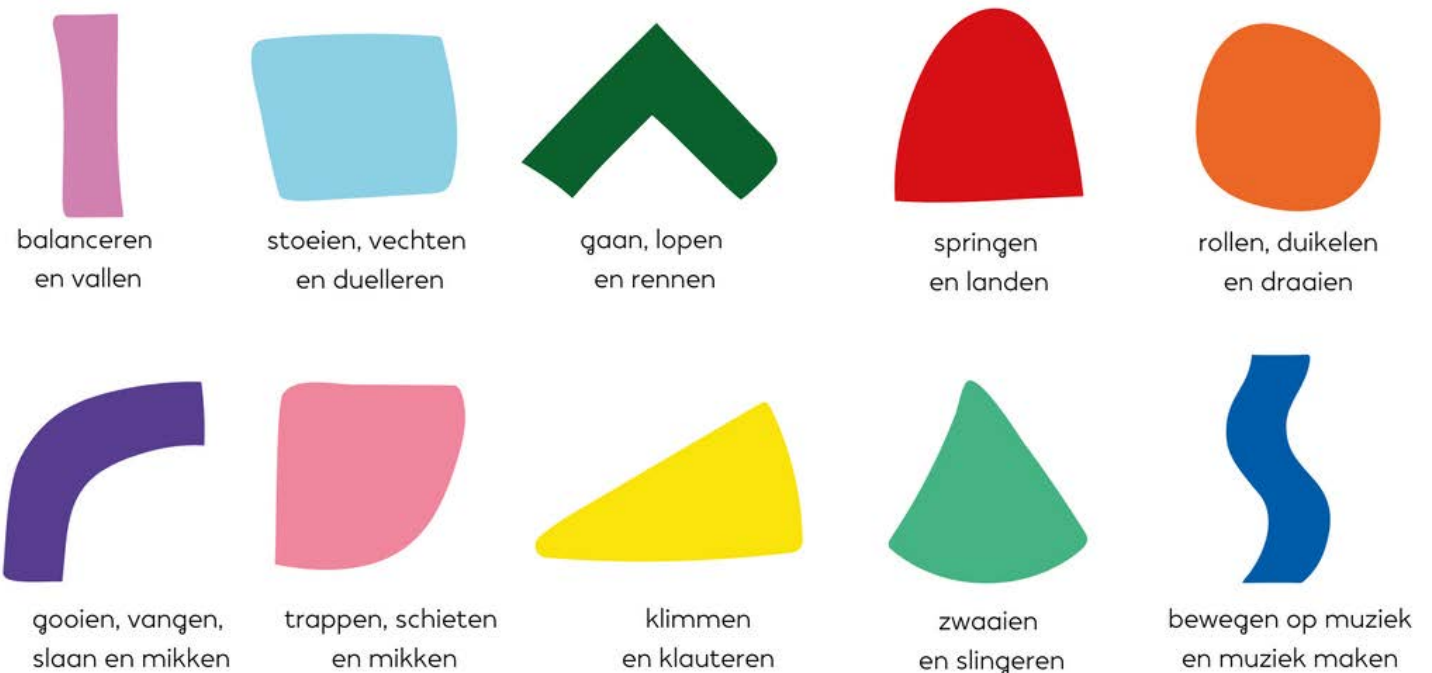 balanceren
en vallen
stoeien, vechten
en duelleren
gaan, lopen
en rennen
springen
en landen
rollen, duikelen
en draaien
gooien, vangen,
slaan en mikken
trappen, schieten
en mikken
klimmen
en klauteren
zwaaien
en slingeren
bewegen op muziek
en muziek maken